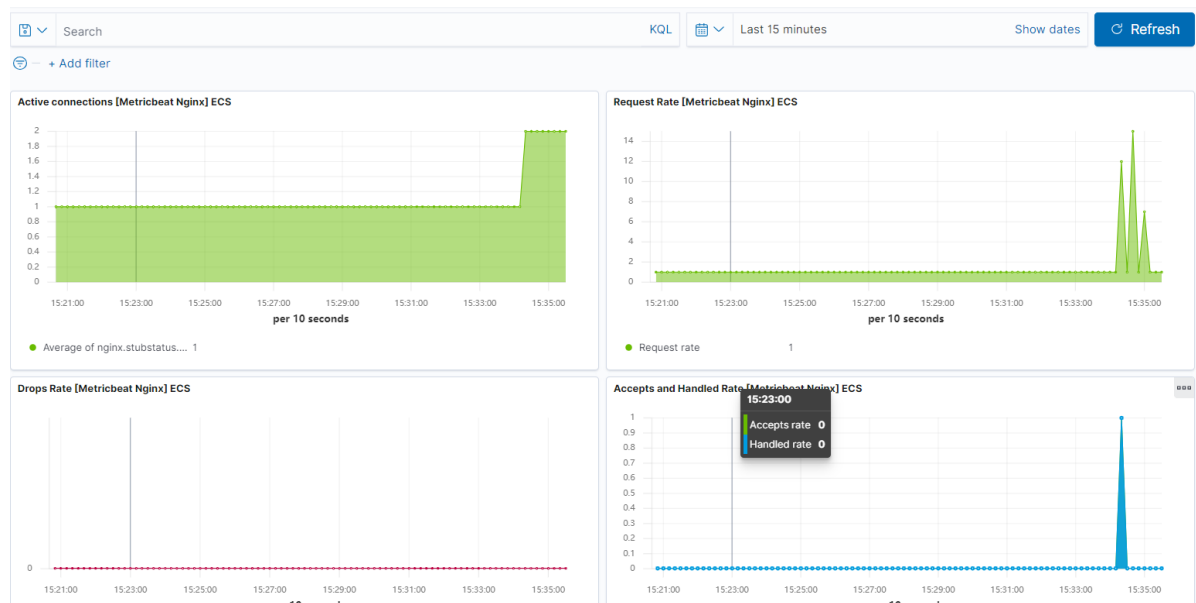 Search KQL Last 15 minutes Show dates Refresh
+ Add filter
Active connections [Metricbeat Nginx] ECS
2
1.8
1.6
1.4
1.2
1
0.8
0.6
0.4
0.2
0
15:21:00 15:23:00 15:25:00 15:27:00 15:29:00 15:31:00 15:33:00 15:35:00
per 10 seconds
Average of nginx.stubstatus.... 1
Request Rate [Metricbeat Nginx] ECS
14
12
10
8
6
4
2
0
15:21:00 15:23:00 15:25:00 15:27:00 15:29:00 15:31:00 15:33:00 15:35:00
per 10 seconds
Request rate 1
Drops Rate [Metricbeat Nginx] ECS
0
15:21:00 15:23:00 15:25:00 15:27:00 15:29:00 15:31:00 15:33:00 15:35:00
Accepts and Handled Rate [Metricbeat Nginx] ECS
15:23:00
Accepts rate 0
Handled rate 0
1
0.9
0.8
0.7
0.6
0.5
0.4
0.3
0.2
0.1
0
15:21:00 15:23:00 15:25:00 15:27:00 15:29:00 15:31:00 15:33:00 15:35:00